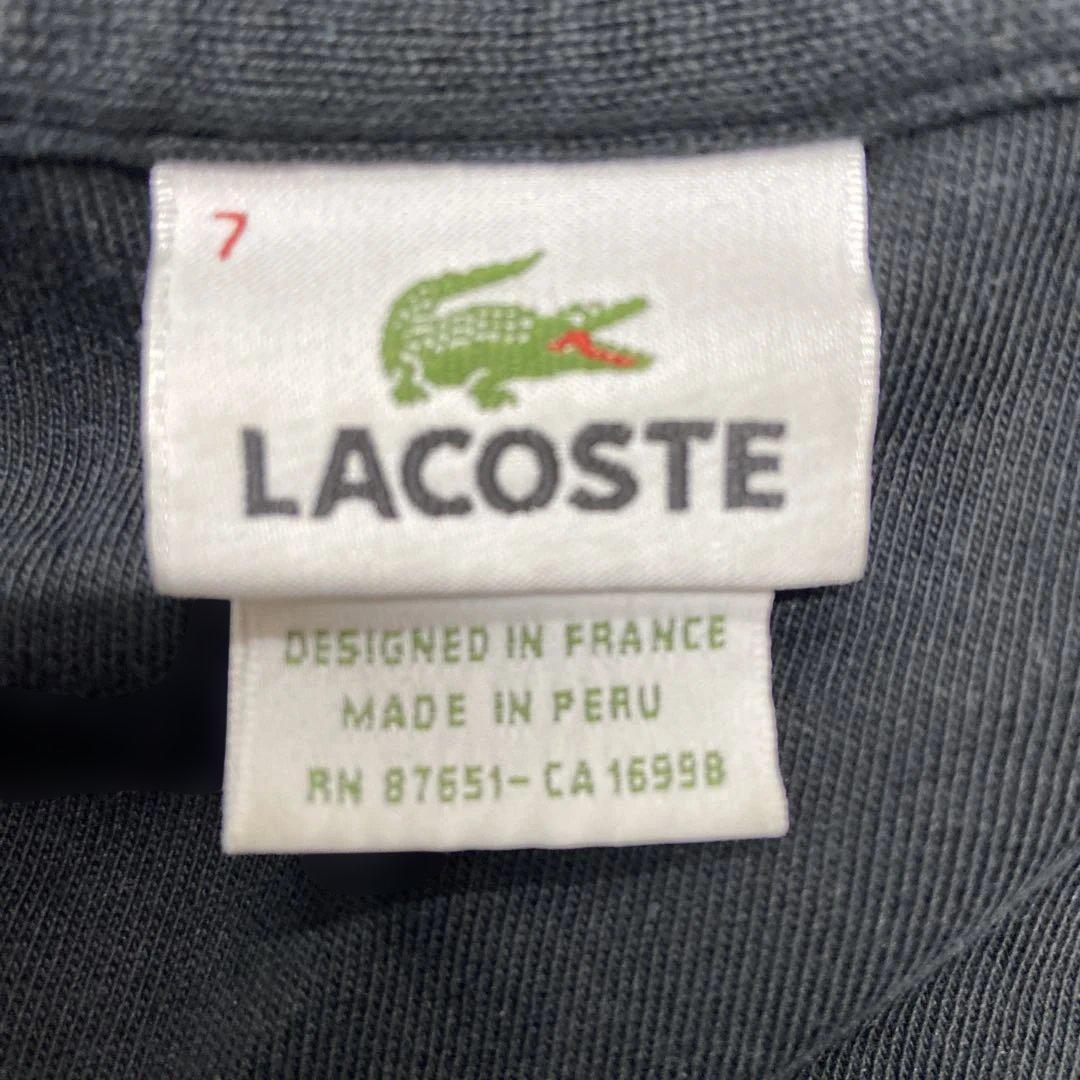 7
LACOSTE
DESIGNED IN FRANCE
MADE IN PERU
RN 87651-CA 16998